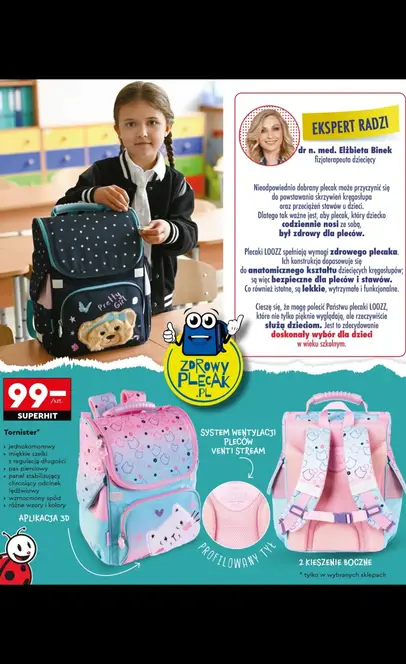 EKSPERT RADZI
dr n. med. Elżbieta Binek
fizjoterapeuta dziecięcy
Nieodpowiednio dobrany plecak może przyczynić się
do powstawania skrzywień kręgosłupa
oraz przeciążeń stawów u dzieci.
Dlatego tak ważne jest, aby plecak, który dziecko
codziennie nosi ze sobą,
był zdrowy dla pleców.
Plecaki LOOZZ spełniają wymogi zdrowego plecaka.
Ich konstrukcja dopasowuje się
do anatomicznego kształtu dziecięcych kręgosłupów;
są więc bezpieczne dla pleców i stawów.
Co również istotne, są lekkie, wytrzymałe i funkcjonalne.
Cieszę się, że mogę polecić Państwu plecaki LOOZZ,
które nie tylko pięknie wyglądają, ale rzeczywiście
służą dzieciom. Jest to zdecydowanie
doskonały wybór dla dzieci
w wieku szkolnym.
Pretty Girl
ZDROWY
PLECAK
.PL
99
/szt.
SUPERHIT
Tornister*
• jednokomorowy
• miękkie szelki
z regulacją długości
• pas piersiowy
• panel stabilizujący
chroniący odcinek
lędźwiowy
• wzmocniony spód
• różne wzory i kolory
APLIKACJA 3D
SYSTEM WENTYLACJI
PLECÓW
VENTI STREAM
PROFILOWANY TYŁ
2 KIESZENIE BOCZNE
* tylko w wybranych sklepach